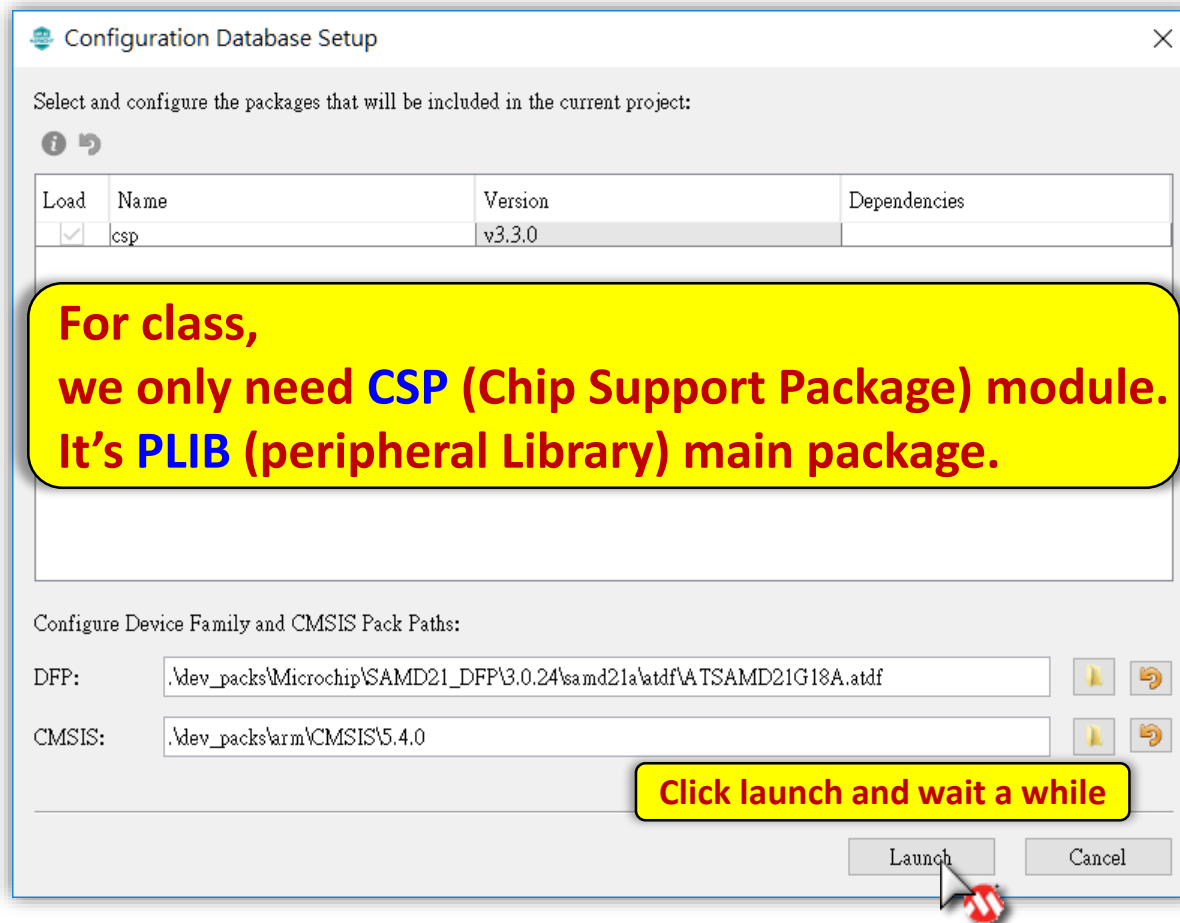 Configuration Database Setup
Select and configure the packages that will be included in the current project:
Load Name Version Dependencies
csp v3.3.0
For class,
we only need CSP (Chip Support Package) module.
It’s PLIB (peripheral Library) main package.
Configure Device Family and CMSIS Pack Paths:
DFP: .\dev_packs\Microchip\SAMD21_DFP\3.0.24\samd21a\atdf\ATSAMD21G18A.atdf
CMSIS: .\dev_packs\arm\CMSIS\5.4.0
Click launch and wait a while
Launch Cancel